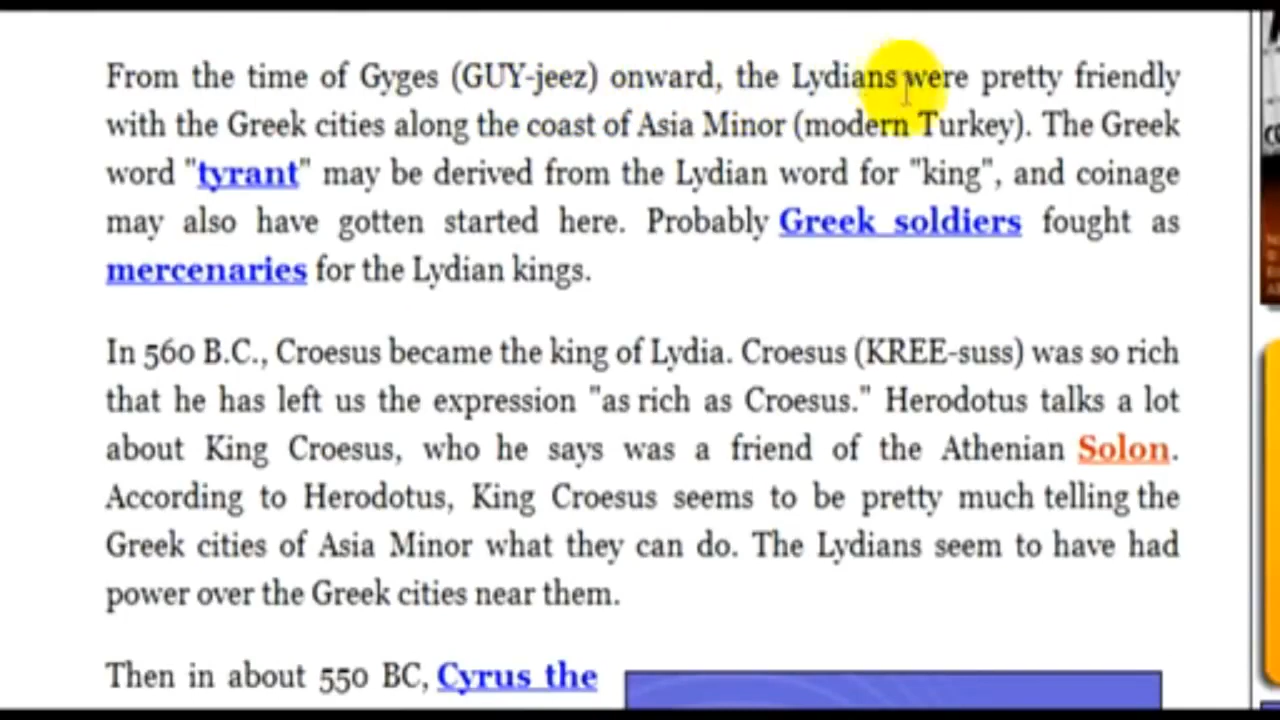 From the time of Gyges (GUY-jeez) onward, the Lydians were pretty friendly
with the Greek cities along the coast of Asia Minor (modern Turkey). The Greek
word "tyrant" may be derived from the Lydian word for "king", and coinage
may also have gotten started here. Probably Greek soldiers fought as
mercenaries for the Lydian kings.
In 560 B.C., Croesus became the king of Lydia. Croesus (KREE-suss) was so rich
that he has left us the expression "as rich as Croesus." Herodotus talks a lot
about King Croesus, who he says was a friend of the Athenian Solon.
According to Herodotus, King Croesus seems to be pretty much telling the
Greek cities of Asia Minor what they can do. The Lydians seem to have had
power over the Greek cities near them.
Then in about 550 BC, Cyrus the